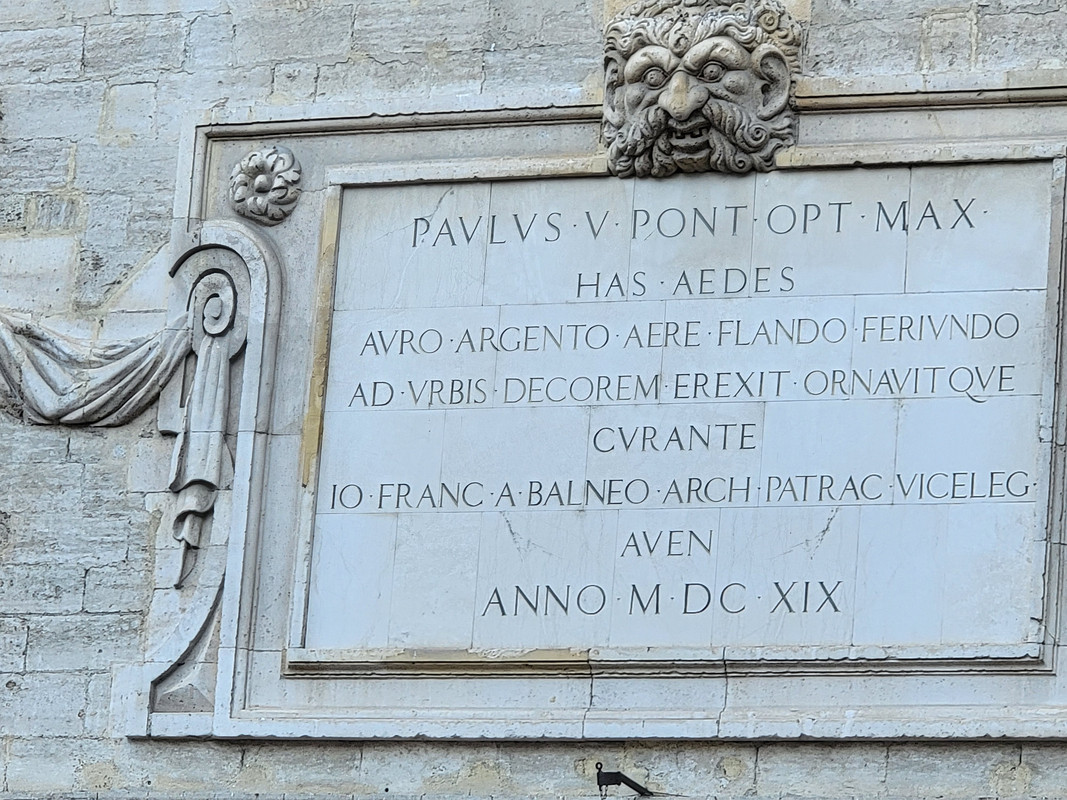 PAVLVS · V · PONT · OPT · MAX ·
HAS · AEDES
AVRO · ARGENTO · AERE · FLANDO · FERIVNDO
AD · VRBIS · DECOREM · EREXIT · ORNAVITQVE
CVRANTE
IO · FRANC · A · BALNEO · ARCH · PATRAC · VICELEG ·
AVEN
ANNO · M · DC · XIX